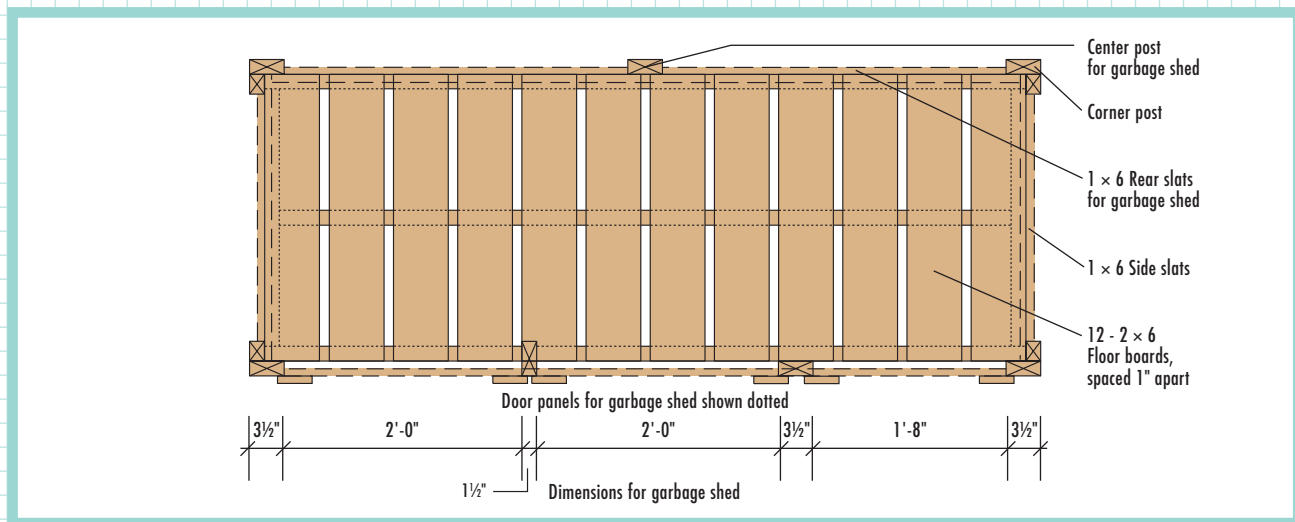 Center post
for garbage shed
Corner post
1 × 6 Rear slats
for garbage shed
1 × 6 Side slats
12 - 2 × 6
Floor boards,
spaced 1" apart
Door panels for garbage shed shown dotted
3½" 2'-0" 2'-0" 3½" 1'-8" 3½"
1½" Dimensions for garbage shed